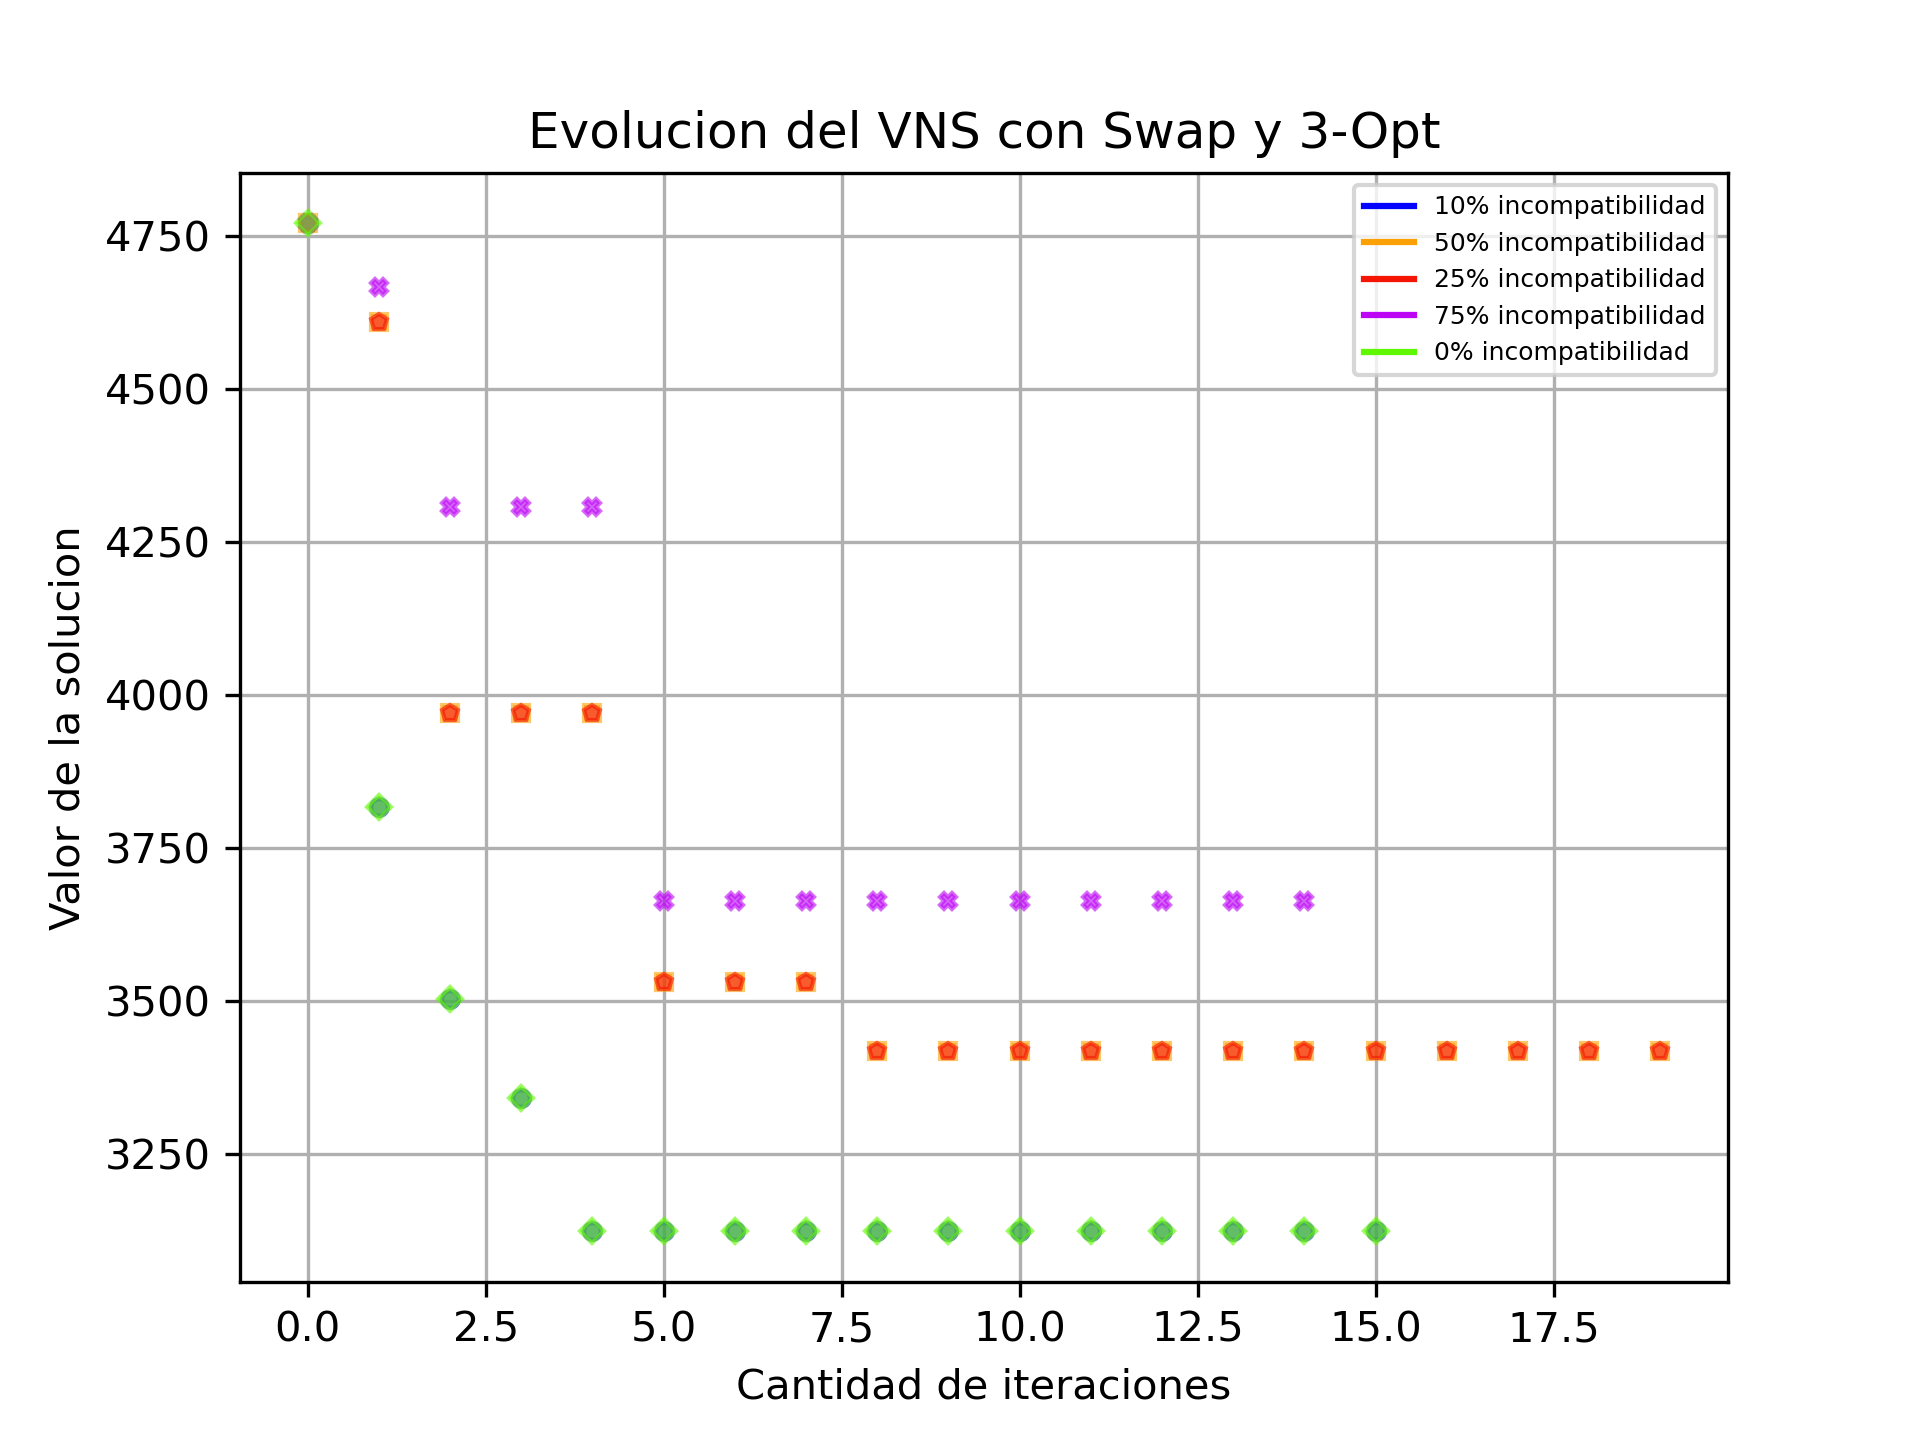 Evolucion del VNS con Swap y 3-Opt
10% incompatibilidad
50% incompatibilidad
25% incompatibilidad
75% incompatibilidad
0% incompatibilidad
Valor de la solucion
4750
4500
4250
4000
3750
3500
3250
0.0 2.5 5.0 7.5 10.0 12.5 15.0 17.5
Cantidad de iteraciones